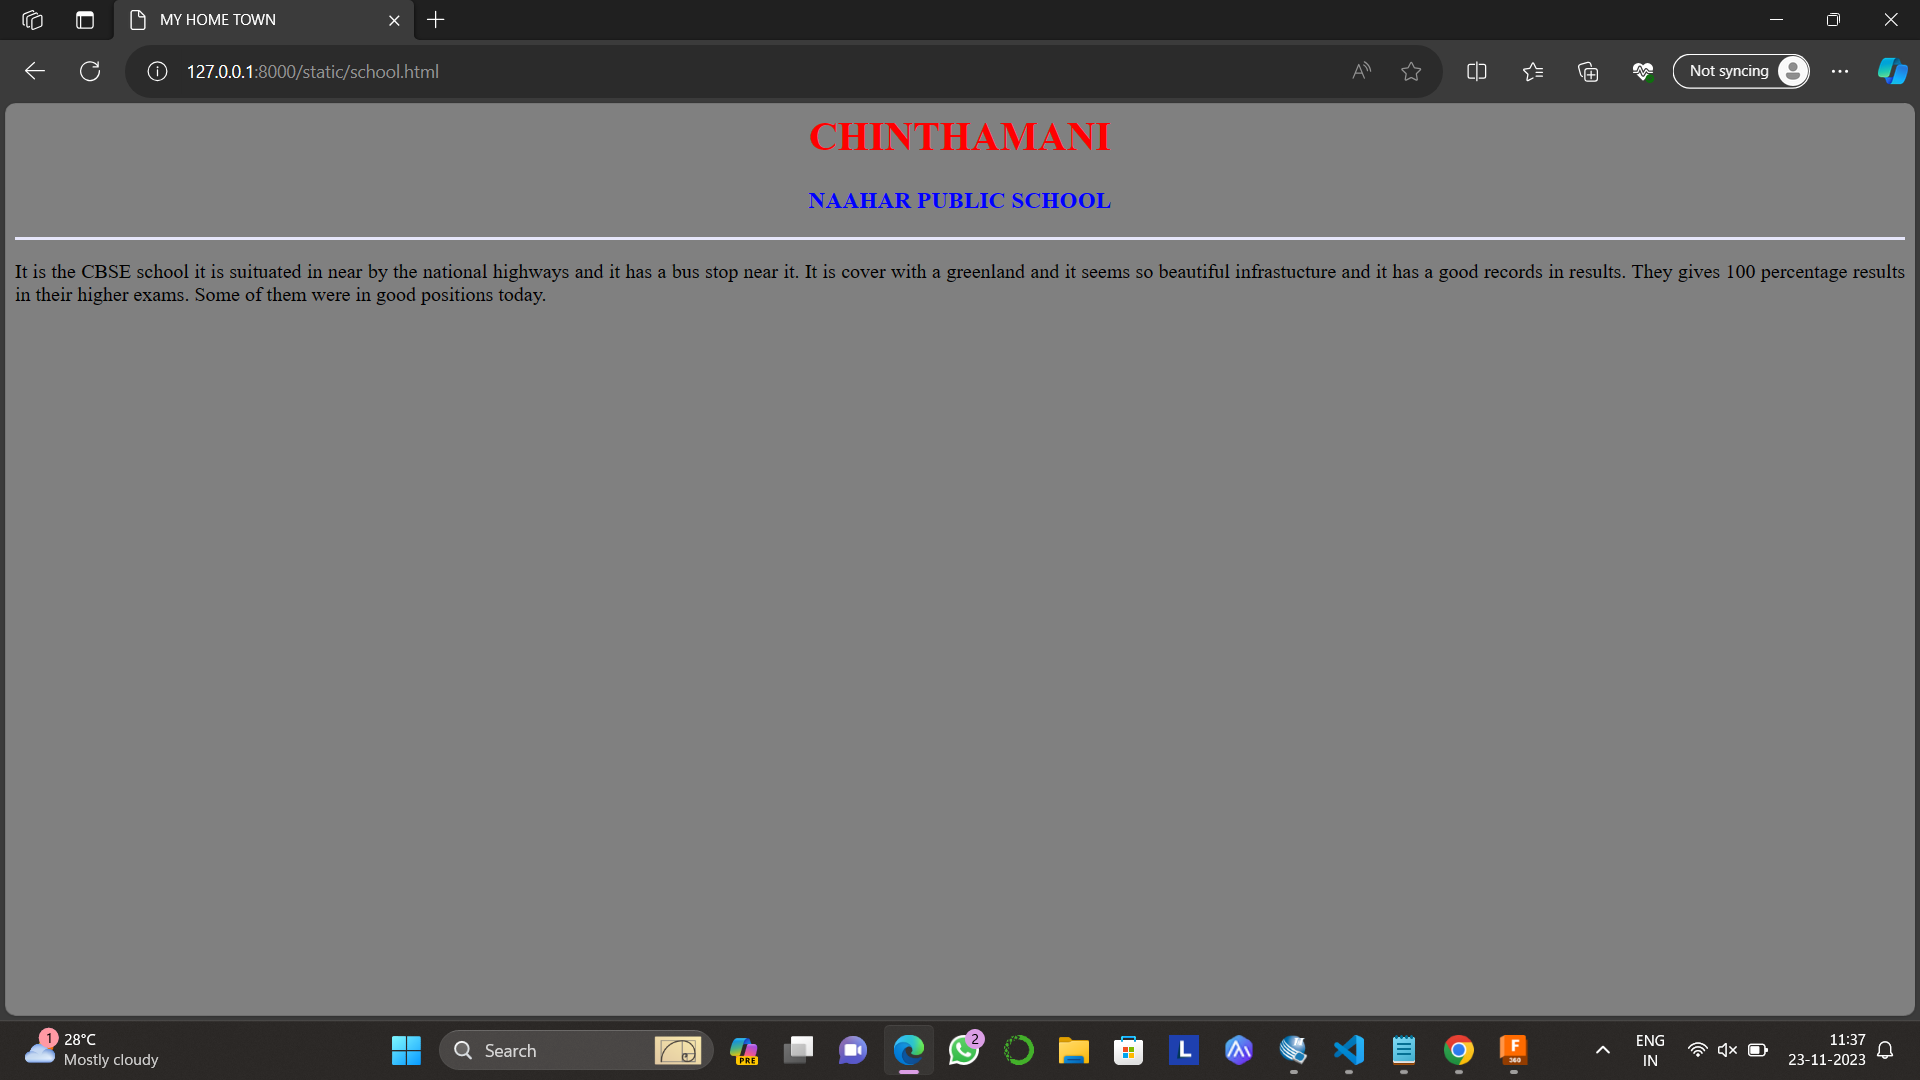 MY HOME TOWN
127.0.0.1:8000/static/school.html
Not syncing
CHINTHAMANI
NAAHAR PUBLIC SCHOOL
It is the CBSE school it is suituated in near by the national highways and it has a bus stop near it. It is cover with a greenland and it seems so beautiful infrastucture and it has a good records in results. They gives 100 percentage results
in their higher exams. Some of them were in good positions today.
1
28°C
Mostly cloudy
Search
PRE
2
L
F
360
ENG
IN
11:37
23-11-2023